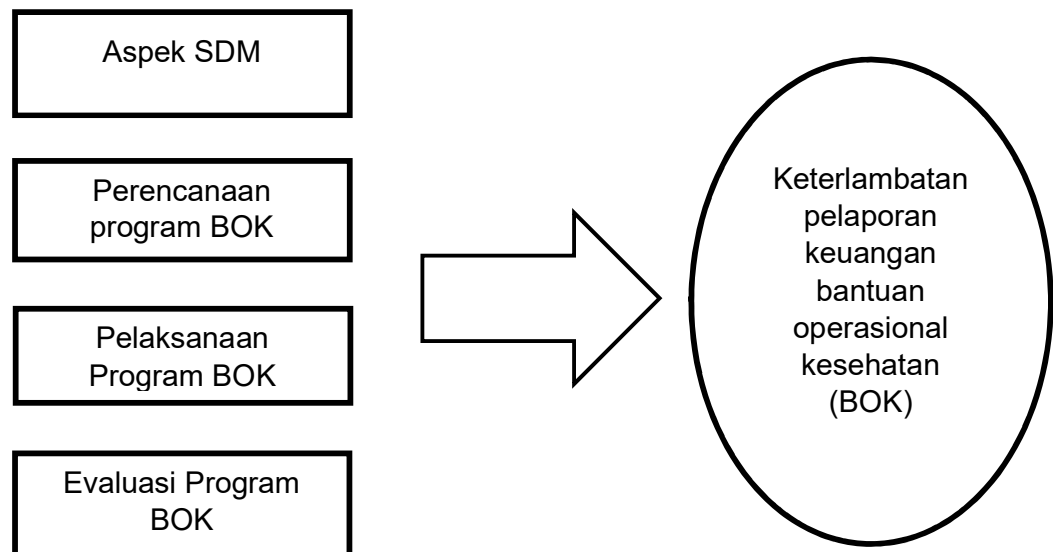 Aspek SDM
Perencanaan
program BOK
Pelaksanaan
Program BOK
Evaluasi Program
BOK
Keterlambatan
pelaporan
keuangan
bantuan
operasional
kesehatan
(BOK)